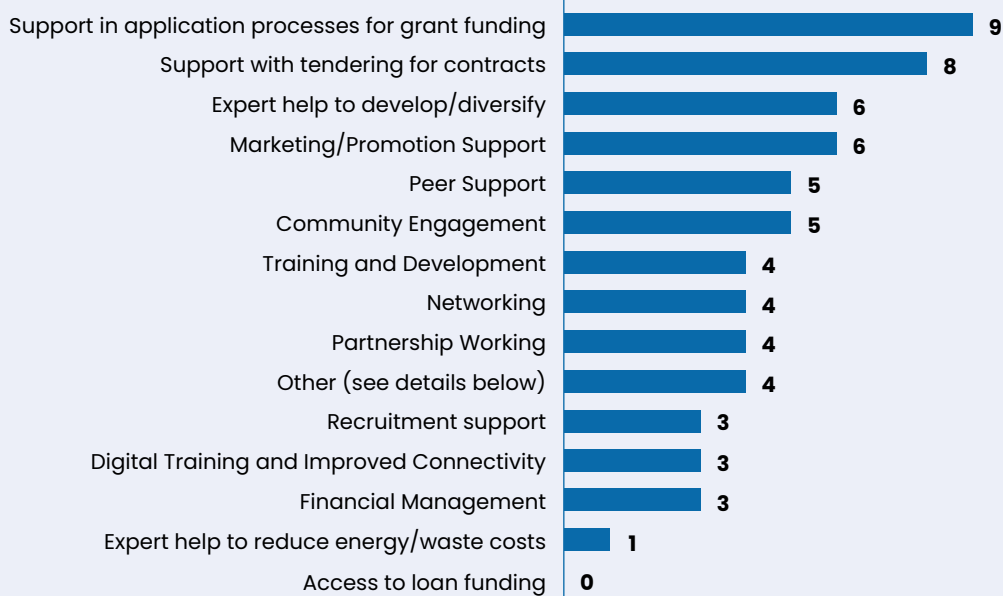 Support in application processes for grant funding 9
Support with tendering for contracts 8
Expert help to develop/diversify 6
Marketing/Promotion Support 6
Peer Support 5
Community Engagement 5
Training and Development 4
Networking 4
Partnership Working 4
Other (see details below) 4
Recruitment support 3
Digital Training and Improved Connectivity 3
Financial Management 3
Expert help to reduce energy/waste costs 1
Access to loan funding 0